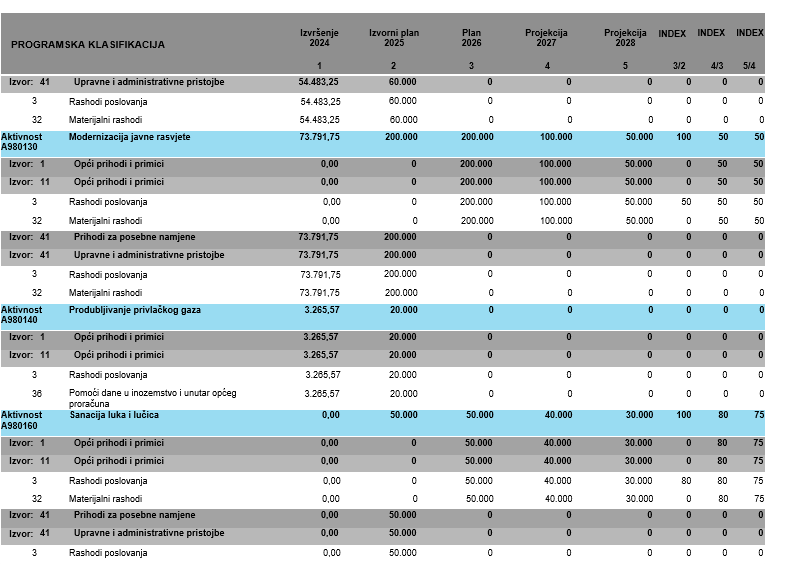 PROGRAMSKA KLASIFIKACIJA Izvršenje 2024 Izvorni plan 2025 Plan 2026 Projekcija 2027 Projekcija 2028 INDEX INDEX INDEX
1 2 3 4 5 3/2 4/3 5/4
Izvor: 41 Upravne i administrativne pristojbe 54.483,25 60.000 0 0 0 0 0 0
3 Rashodi poslovanja 54.483,25 60.000 0 0 0 0 0 0
32 Materijalni rashodi 54.483,25 60.000 0 0 0 0 0 0
Aktivnost A980130 Modernizacija javne rasvjete 73.791,75 200.000 200.000 100.000 50.000 100 50 50
Izvor: 1 Opći prihodi i primici 0,00 0 200.000 100.000 50.000 0 50 50
Izvor: 11 Opći prihodi i primici 0,00 0 200.000 100.000 50.000 0 50 50
3 Rashodi poslovanja 0,00 0 200.000 100.000 50.000 50 50 50
32 Materijalni rashodi 0,00 0 200.000 100.000 50.000 0 50 50
Izvor: 41 Prihodi za posebne namjene 73.791,75 200.000 0 0 0 0 0 0
Izvor: 41 Upravne i administrativne pristojbe 73.791,75 200.000 0 0 0 0 0 0
3 Rashodi poslovanja 73.791,75 200.000 0 0 0 0 0 0
32 Materijalni rashodi 73.791,75 200.000 0 0 0 0 0 0
Aktivnost A980140 Produbljivanje privlačkog gaza 3.265,57 20.000 0 0 0 0 0 0
Izvor: 1 Opći prihodi i primici 3.265,57 20.000 0 0 0 0 0 0
Izvor: 11 Opći prihodi i primici 3.265,57 20.000 0 0 0 0 0 0
3 Rashodi poslovanja 3.265,57 20.000 0 0 0 0 0 0
36 Pomoći dane u inozemstvo i unutar općeg proračuna 3.265,57 20.000 0 0 0 0 0 0
Aktivnost A980160 Sanacija luka i lučica 0,00 50.000 50.000 40.000 30.000 100 80 75
Izvor: 1 Opći prihodi i primici 0,00 0 50.000 40.000 30.000 0 80 75
Izvor: 11 Opći prihodi i primici 0,00 0 50.000 40.000 30.000 0 80 75
3 Rashodi poslovanja 0,00 0 50.000 40.000 30.000 80 80 75
32 Materijalni rashodi 0,00 0 50.000 40.000 30.000 0 80 75
Izvor: 41 Prihodi za posebne namjene 0,00 50.000 0 0 0 0 0 0
Izvor: 41 Upravne i administrativne pristojbe 0,00 50.000 0 0 0 0 0 0
3 Rashodi poslovanja 0,00 50.000 0 0 0 0 0 0